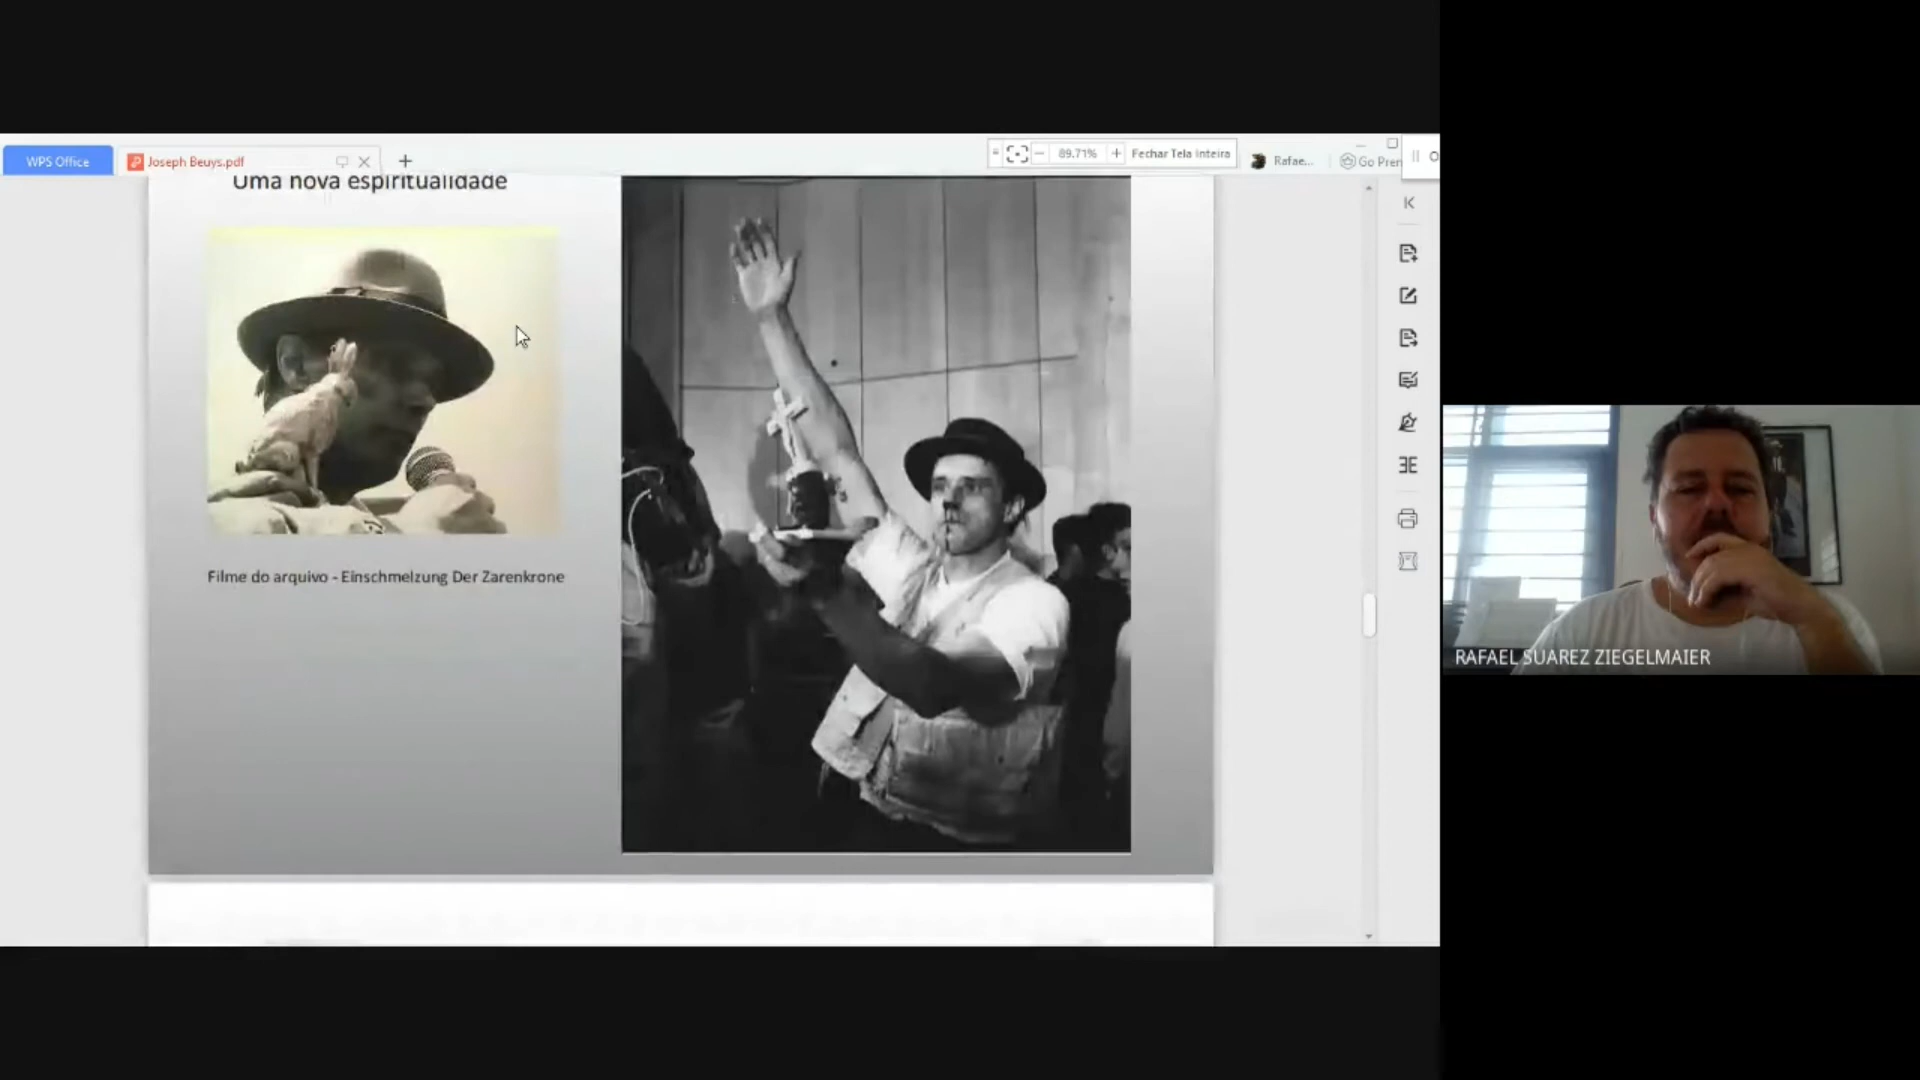 WPS Office
Joseph Beuys.pdf
89.71%
Fechar Tela Inteira
Rafae...
Go Prem
Uma nova espiritualidade
Filme do arquivo - Einschmelzung Der Zarenkrone
RAFAEL SUAREZ ZIEGELMAIER